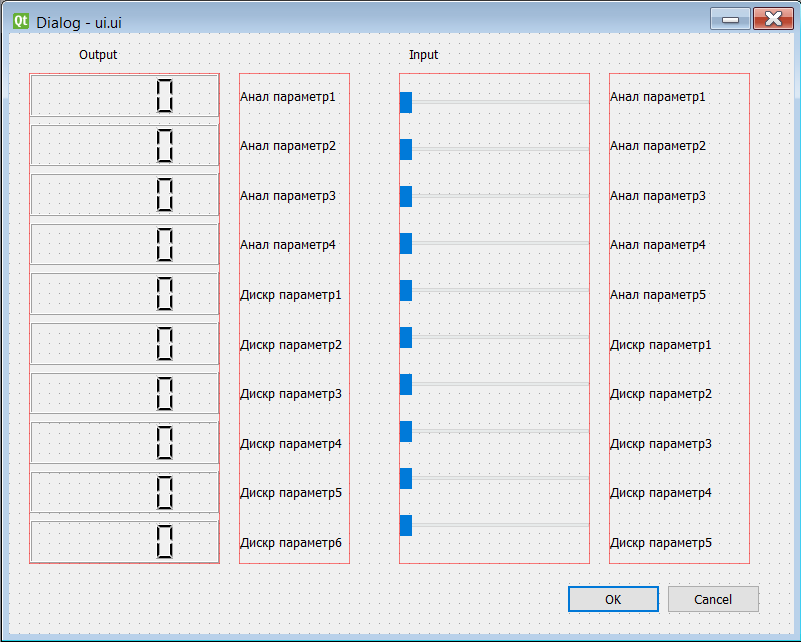 Qt Dialog - ui.ui
Output Input
0 Анал параметр1 Анал параметр1
0 Анал параметр2 Анал параметр2
0 Анал параметр3 Анал параметр3
0 Анал параметр4 Анал параметр4
0 Дискр параметр1 Анал параметр5
0 Дискр параметр2 Дискр параметр1
0 Дискр параметр3 Дискр параметр2
0 Дискр параметр4 Дискр параметр3
0 Дискр параметр5 Дискр параметр4
0 Дискр параметр6 Дискр параметр5
OK Cancel